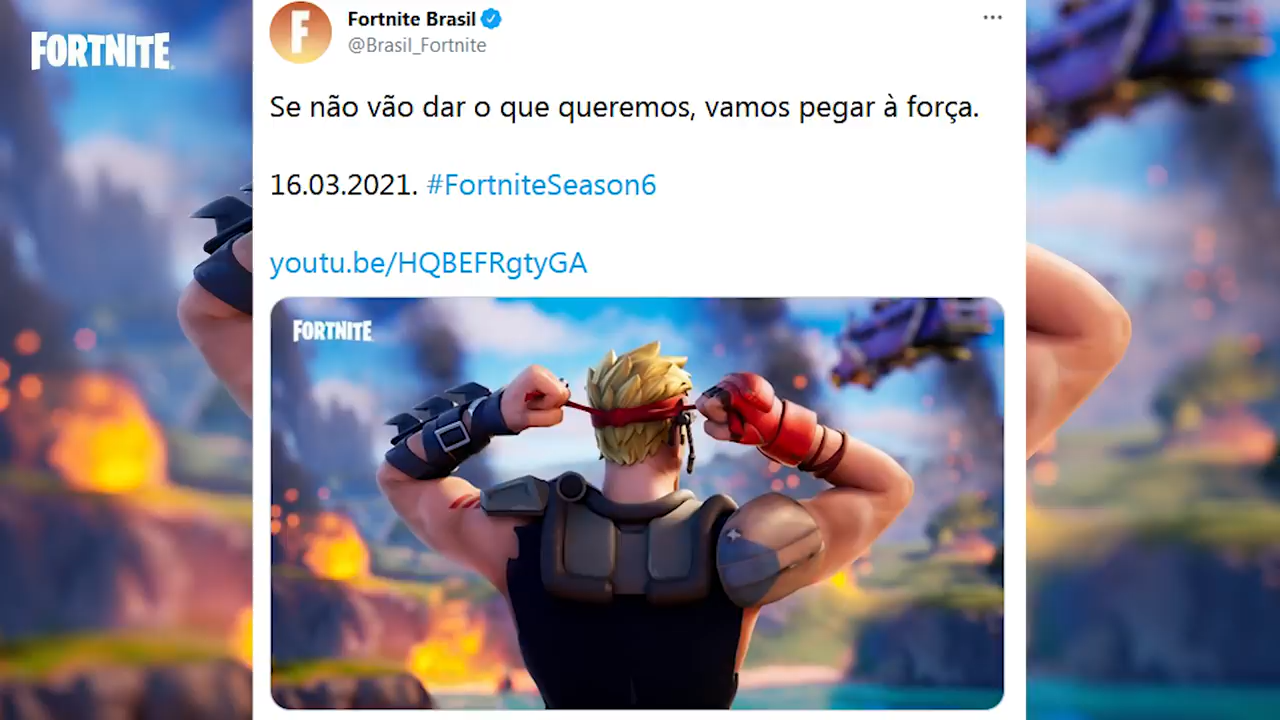 FORTNITE
Fortnite Brasil
@Brasil_Fortnite
Se não vão dar o que queremos, vamos pegar à força.
16.03.2021. #FortniteSeason6
youtu.be/HQBEFRgtyGA
FORTNITE